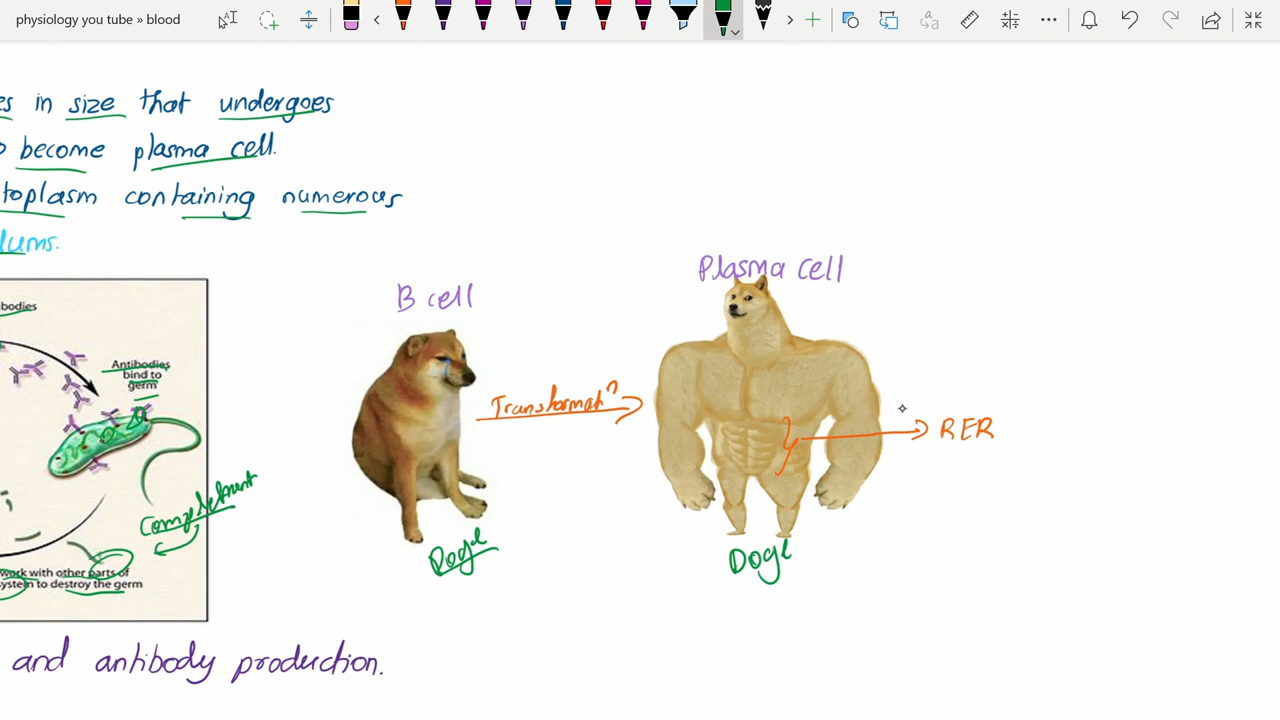 physiology you tube » blood
es in size that undergoes
o become plasma cell.
toplasm containing numerous
lums.
B cell
Plasma cell
bodies
Antibodies
bind to
germ
Transformatn
RER
Complement
Doge
Doge
work with other parts of
system to destroy the germ
and antibody production.